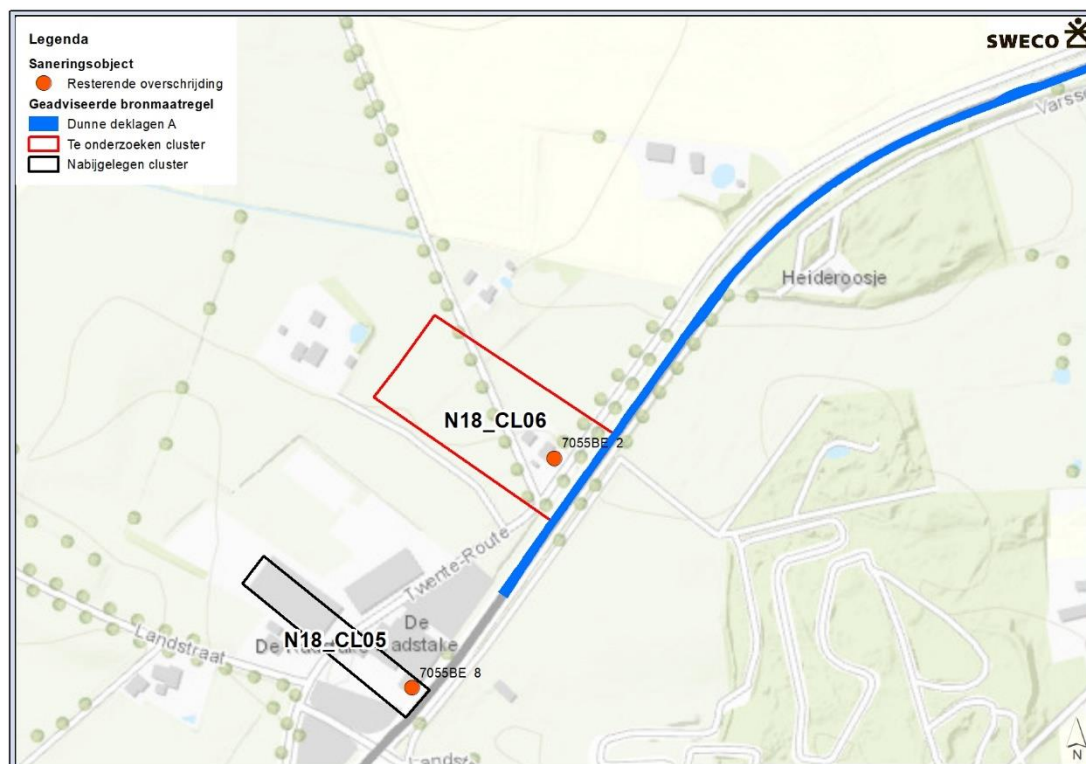 Legenda
Saneringsobject
Resterende overschrijding
Geadviseerde bronmaatregel
Dunne deklagen A
Te onderzoeken cluster
Nabijgelegen cluster
SWECO
Heideroosje
N18_CL06
7055BE 2
Twente-Route
N18_CL05
De
7055BE 8
Landstraat
N